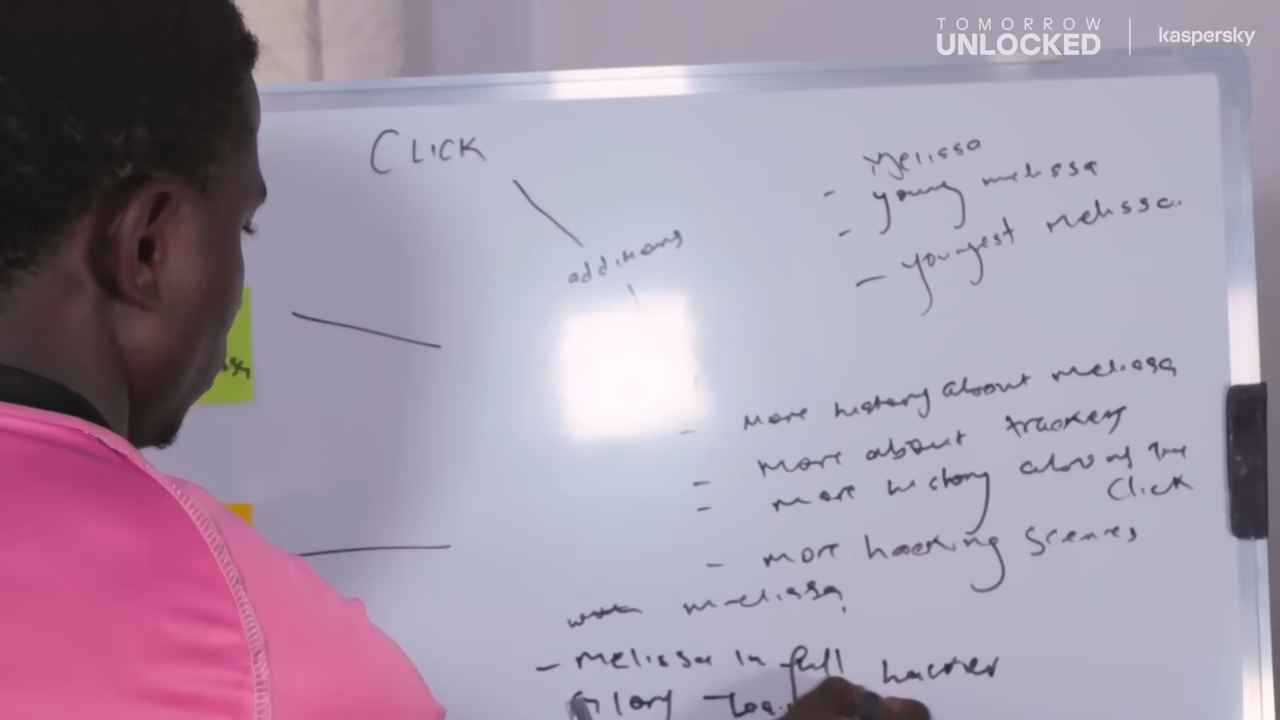 TOMORROW
UNLOCKED
kaspersky
CLICK
additions
Melissa
- young melissa
-
- youngest Melissa.
- more history about melissa
- more about trackers
- more history about the
Click
- more hacking scenes
with melissa
- melissa in full hacker
Glory